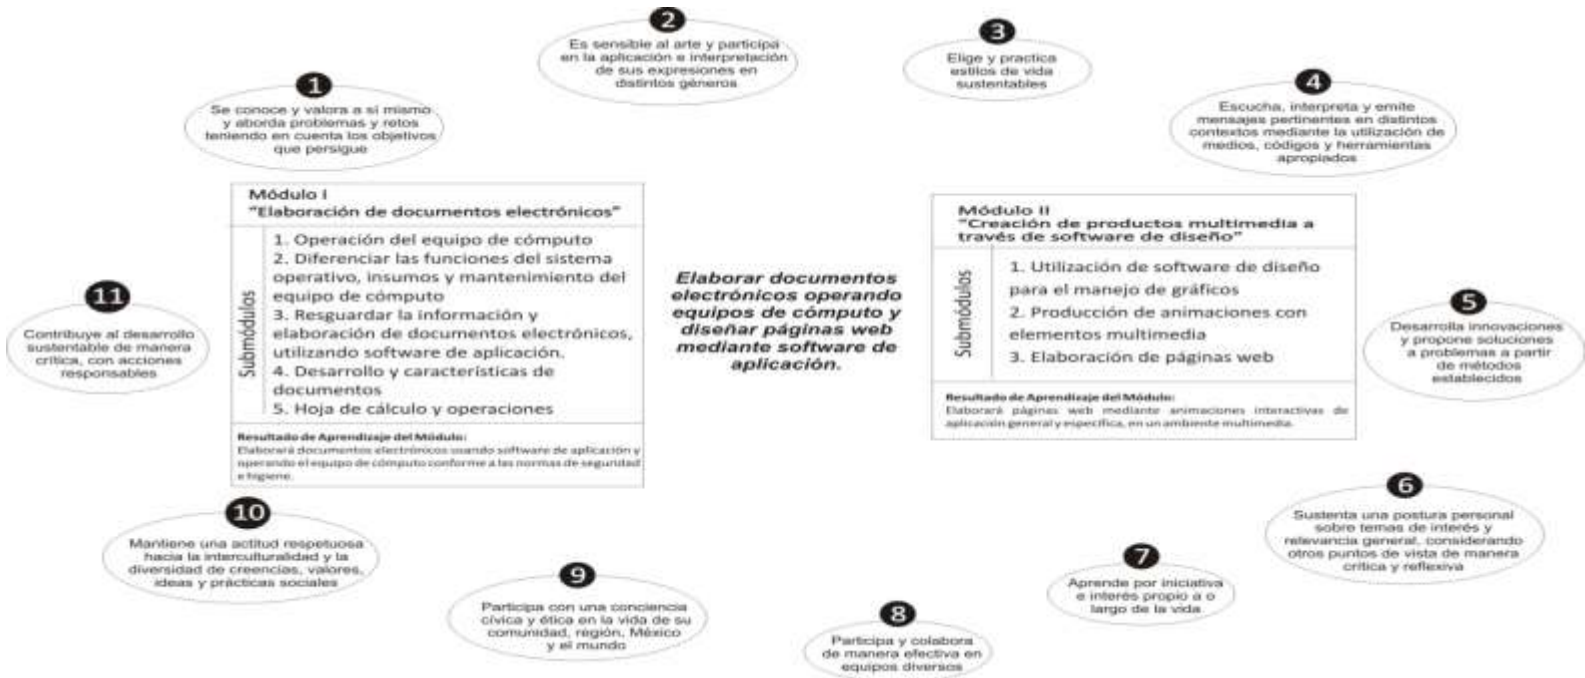 1
Se conoce y valora a si mismo
y aborda problemas y retos
teniendo en cuenta los objetivos
que persigue
2
Es sensible al arte y participa
en la aplicación e interpretación
de sus expresiones en
distintos géneros
3
Elige y practica
estilos de vida
sustentables
4
Escucha, interpreta y emite
mensajes pertinentes en distintos
contextos mediante la utilización de
medios, códigos y herramientas
apropiados
Módulo I
“Elaboración de documentos electrónicos”
Submódulos
1. Operación del equipo de cómputo
2. Diferenciar las funciones del sistema
operativo, insumos y mantenimiento del
equipo de cómputo
3. Resguardar la información y
elaboración de documentos electrónicos,
utilizando software de aplicación.
4. Desarrollo y características de
documentos
5. Hoja de cálculo y operaciones
Resultado de Aprendizaje del Módulo:
Elaborará documentos electrónicos usando software de aplicación y
operando el equipo de cómputo conforme a las normas de seguridad
e higiene.
Elaborar documentos
electrónicos operando
equipos de cómputo y
diseñar páginas web
mediante software de
aplicación.
Módulo II
“Creación de productos multimedia a
través de software de diseño”
Submódulos
1. Utilización de software de diseño
para el manejo de gráficos
2. Producción de animaciones con
elementos multimedia
3. Elaboración de páginas web
Resultado de Aprendizaje del Módulo:
Elaborará páginas web mediante animaciones interactivas de
aplicación general y específica, en un ambiente multimedia.
5
Desarrolla innovaciones
y propone soluciones
a problemas a partir
de métodos
establecidos
6
Sustenta una postura personal
sobre temas de interés y
relevancia general, considerando
otros puntos de vista de manera
crítica y reflexiva
7
Aprende por iniciativa
e interés propio a o
largo de la vida
8
Participa y colabora
de manera efectiva en
equipos diversos
9
Participa con una conciencia
cívica y ética en la vida de su
comunidad, región, México
y el mundo
10
Mantiene una actitud respetuosa
hacia la interculturalidad y la
diversidad de creencias, valores,
ideas y prácticas sociales
11
Contribuye al desarrollo
sustentable de manera
crítica, con acciones
responsables